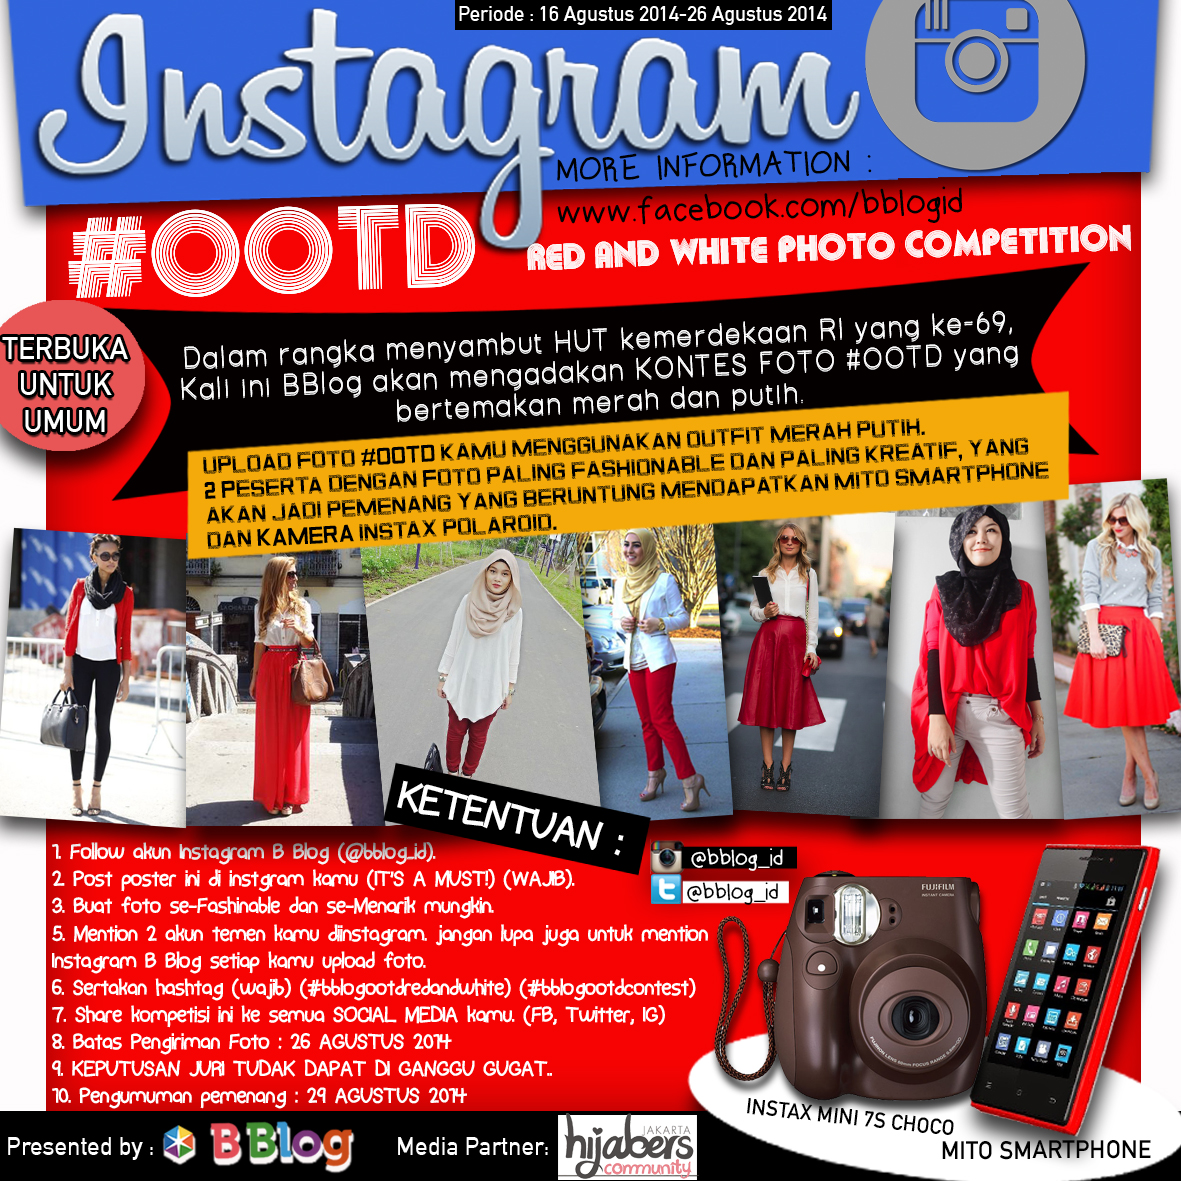 Periode : 16 Agustus 2014-26 Agustus 2014
Instagram
MORE INFORMATION :
www.facebook.com/bblogid
#OOTD
RED AND WHITE PHOTO COMPETITION
TERBUKA
UNTUK
UMUM
Dalam rangka menyambut HUT kemerdekaan RI yang ke-69,
Kali ini BBlog akan mengadakan KONTES FOTO #OOTD yang
bertemakan merah dan putih.
UPLOAD FOTO #OOTD KAMU MENGGUNAKAN OUTFIT MERAH PUTIH.
2 PESERTA DENGAN FOTO PALING FASHIONABLE DAN PALING KREATIF, YANG
AKAN JADI PEMENANG YANG BERUNTUNG MENDAPATKAN MITO SMARTPHONE
DAN KAMERA INSTAX POLAROID.
KETENTUAN :
1. Follow akun Instagram B Blog (@bblog_id).
2. Post poster ini di instgram kamu (IT'S A MUST!) (WAJIB).
3. Buat foto se-Fashinable dan se-Menarik mungkin.
5. Mention 2 akun temen kamu diinstagram. jangan lupa juga untuk mention
Instagram B Blog setiap kamu upload foto.
6. Sertakan hashtag (wajib) (#bblogootdredandwhite) (#bblogootdcontest)
7. Share kompetisi ini ke semua SOCIAL MEDIA kamu. (FB, Twitter, IG)
8. Batas Pengiriman Foto : 26 AGUSTUS 2014
9. KEPUTUSAN JURI TUDAK DAPAT DI GANGGU GUGAT..
10. Pengumuman pemenang : 29 AGUSTUS 2014
@bblog_id
@bblog_id
FUJIFILM
INSTAX MINI 7S CHOCO
MITO SMARTPHONE
Presented by : BBlog
Media Partner:
JAKARTA
hijabers
community